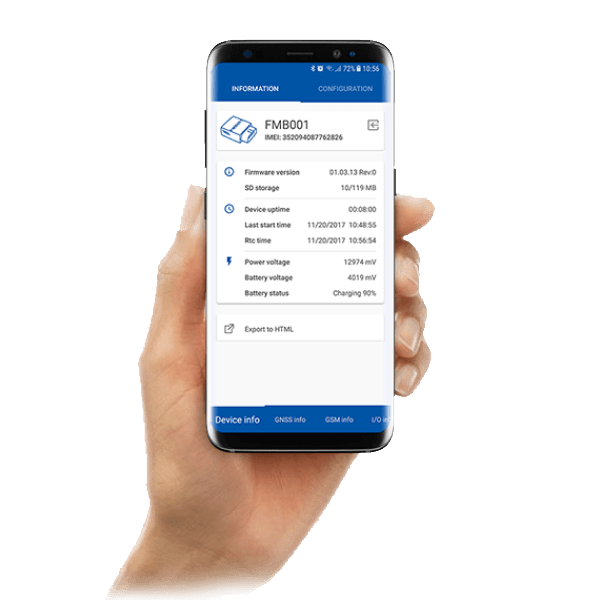 72% 10:56
INFORMATION CONFIGURATION
FMB001
IMEI: 352094087762826
Firmware version 01.03.13 Rev:0
SD storage 10/119 MB
Device uptime 00:08:00
Last start time 11/20/2017 10:48:55
Rtc time 11/20/2017 10:56:54
Power voltage 12974 mV
Battery voltage 4019 mV
Battery status Charging 90%
Export to HTML
Device info GNSS info GSM info I/O